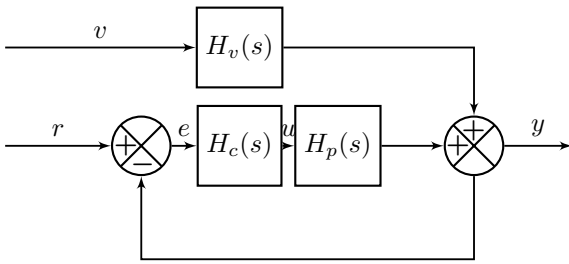 v
H_v(s)
+
r
+
−
e
H_c(s)
u
H_p(s)
+
y